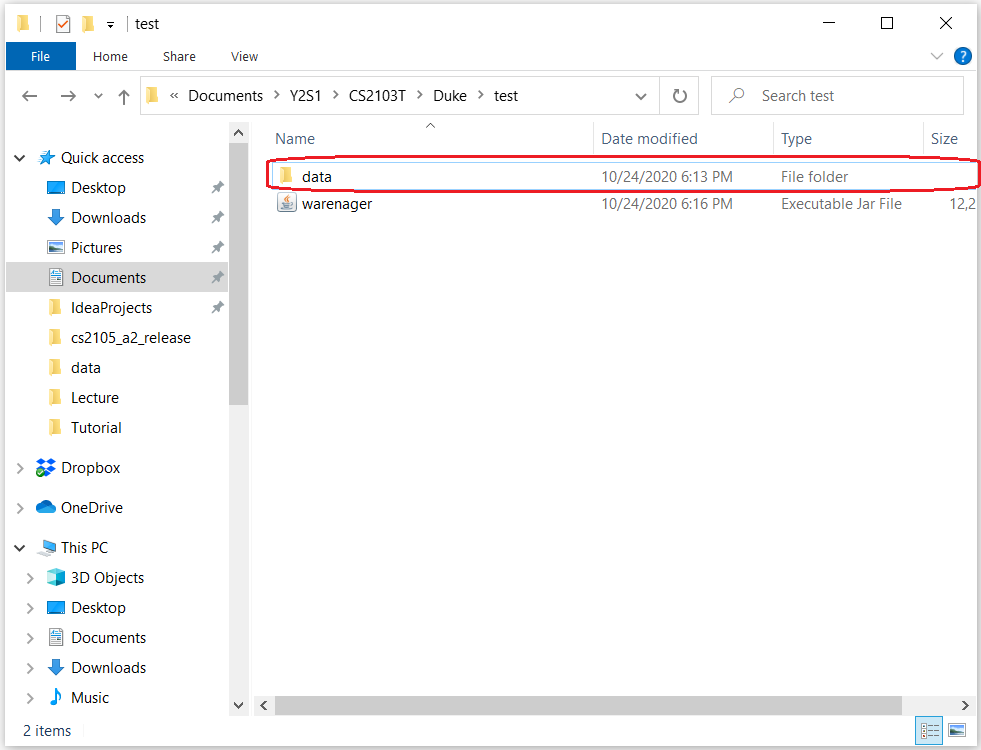 test
File Home Share View
« Documents > Y2S1 > CS2103T > Duke > test Search test
Name Date modified Type Size
Quick access
Desktop
Downloads
Pictures
Documents
IdeaProjects
cs2105_a2_release
data
Lecture
Tutorial
Dropbox
OneDrive
This PC
3D Objects
Desktop
Documents
Downloads
Music
data 10/24/2020 6:13 PM File folder
warenager 10/24/2020 6:16 PM Executable Jar File 12,2
2 items